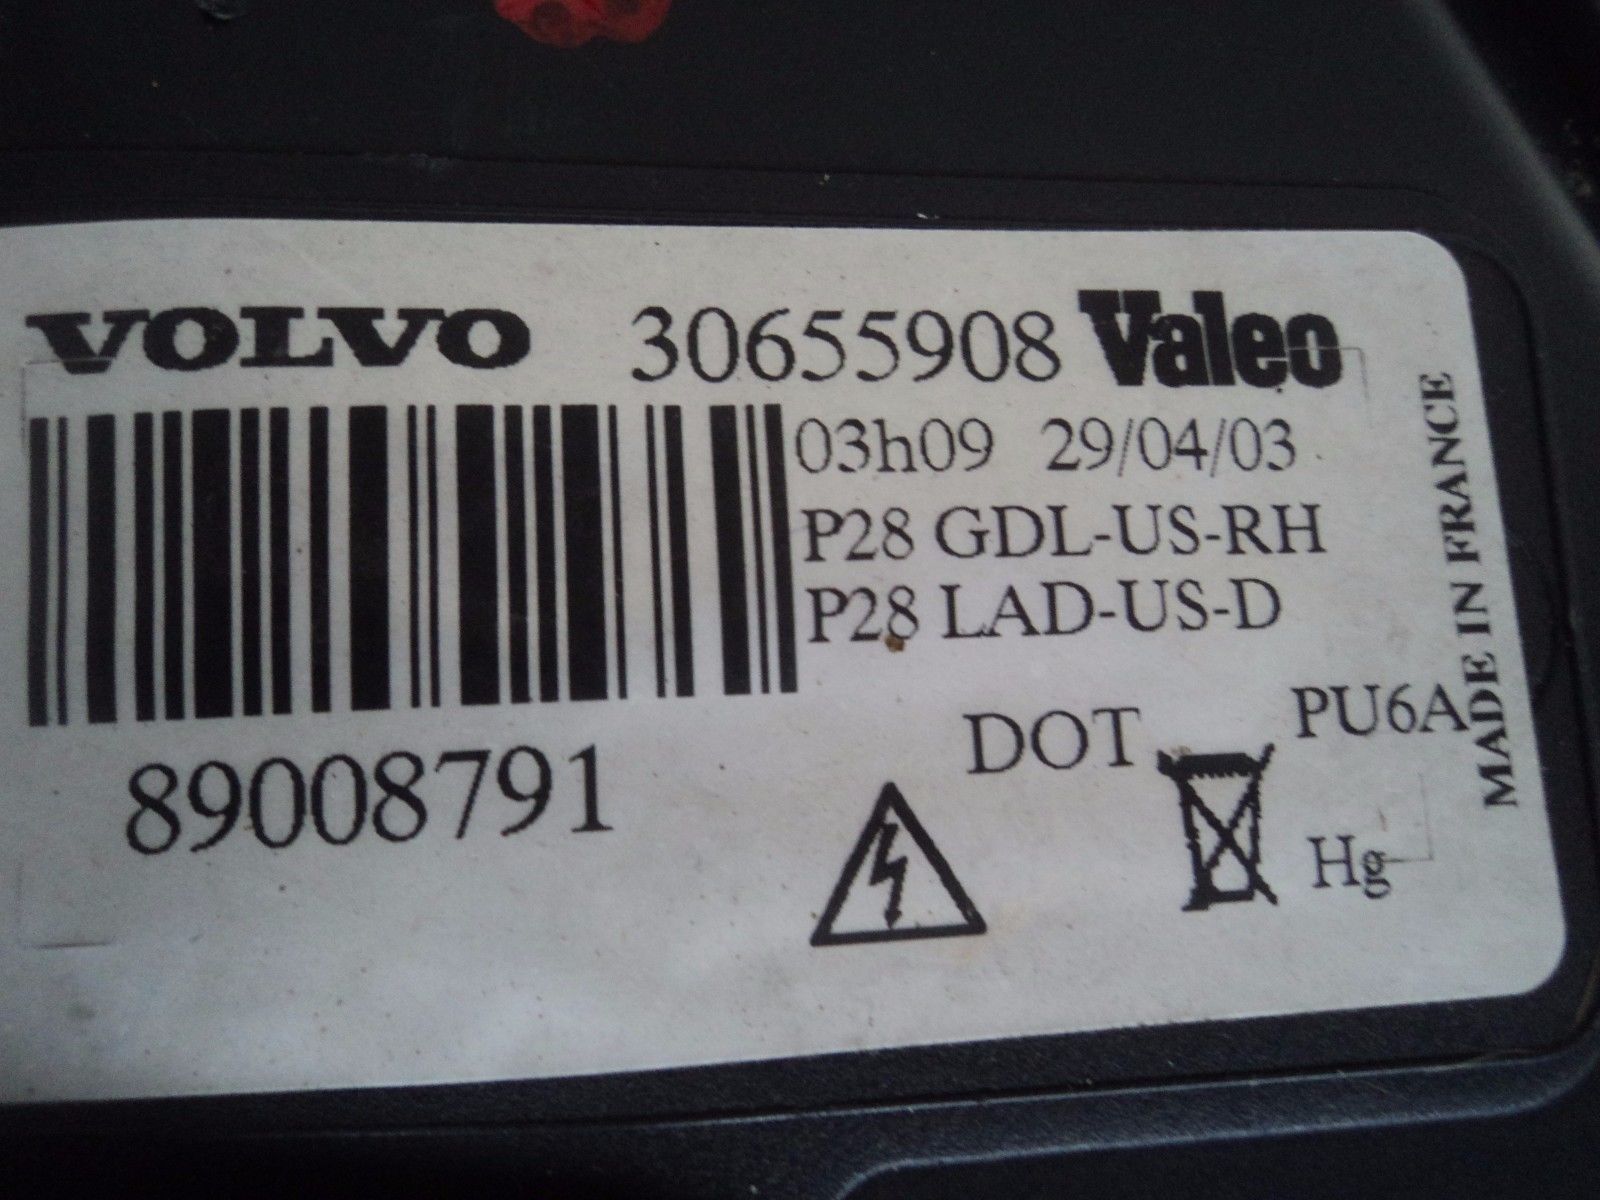 VOLVO 30655908 Valeo
03h09 29/04/03
P28 GDL-US-RH
P28 LAD-US-D
89008791
DOT PU6A
Hg
MADE IN FRANCE